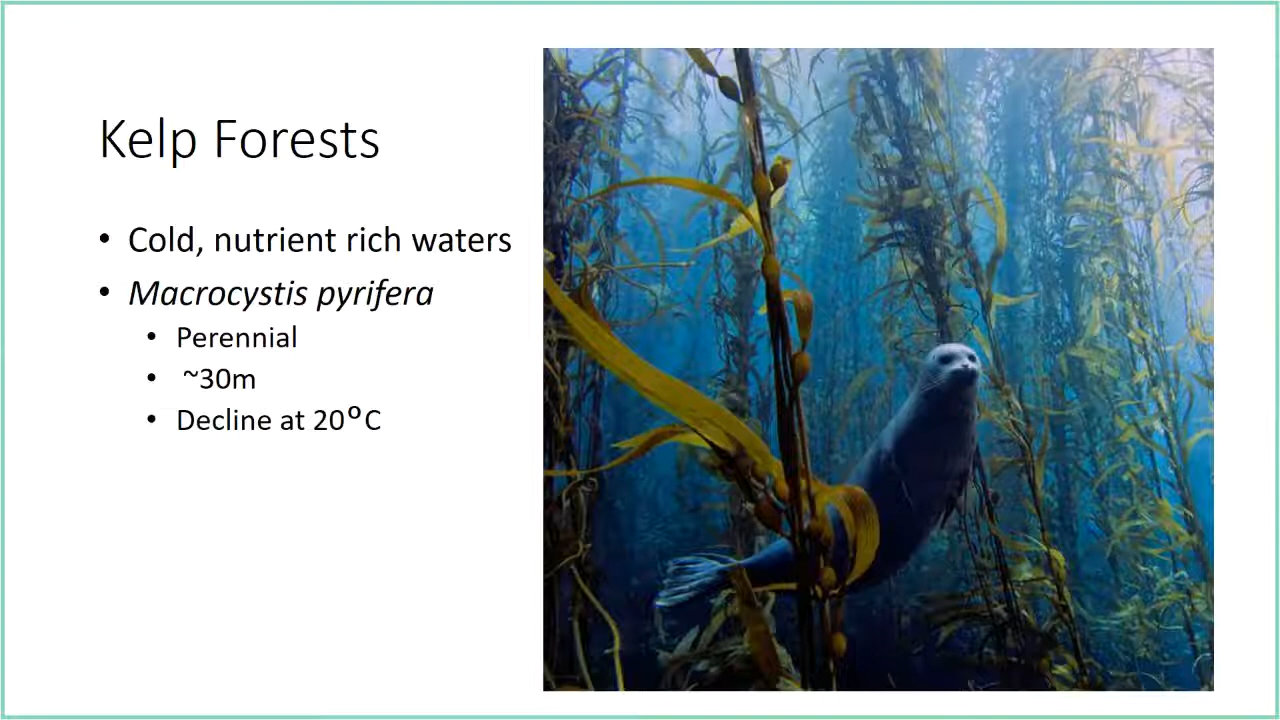 Kelp Forests
• Cold, nutrient rich waters
• Macrocystis pyrifera
• Perennial
• ~30m
• Decline at 20⁰C